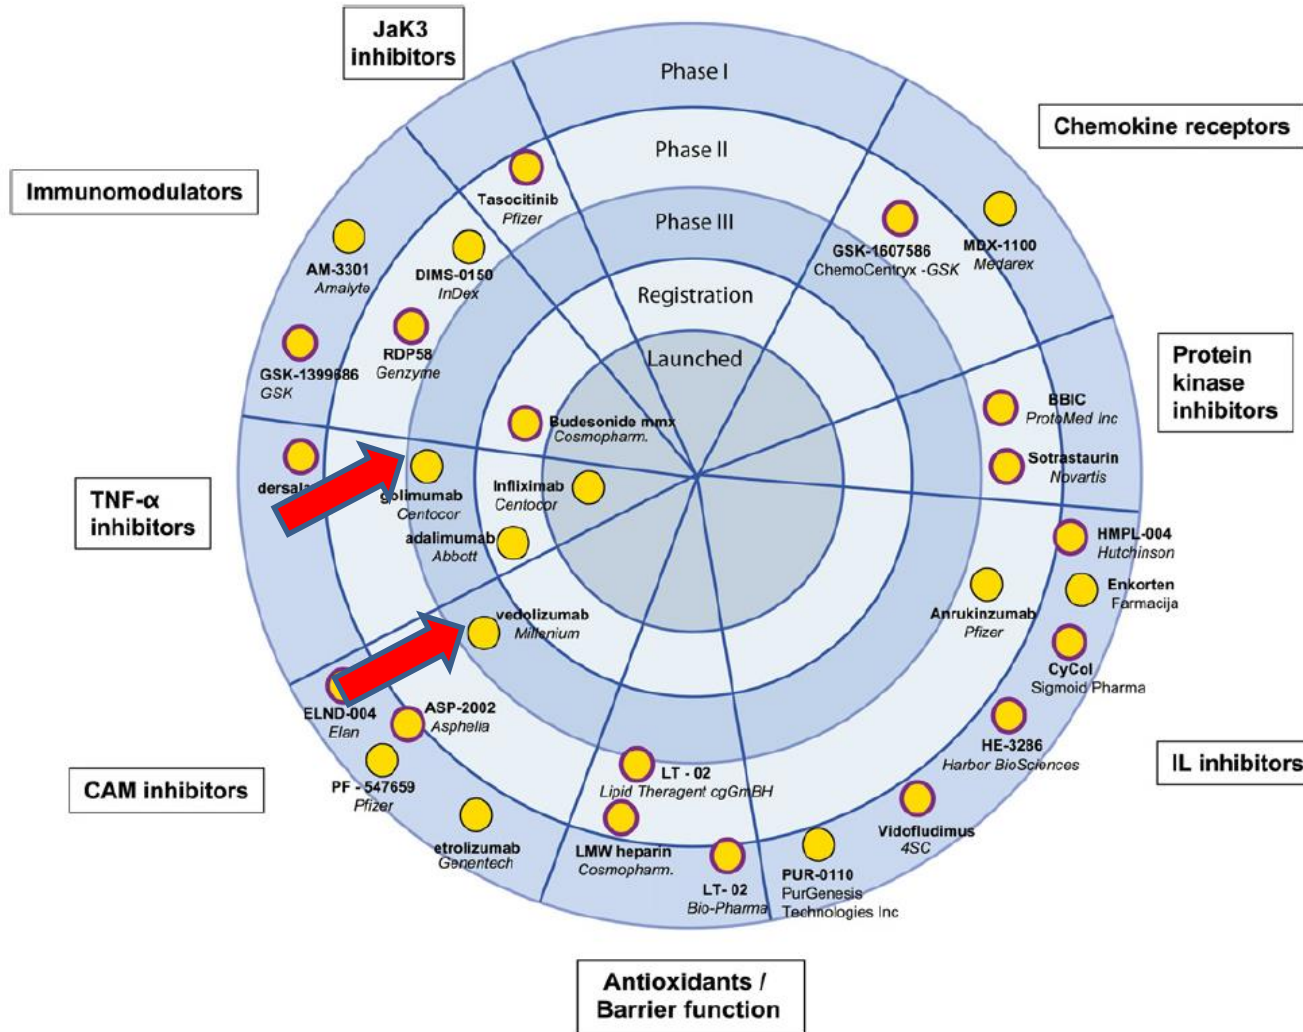 JaK3
inhibitors
Phase I
Chemokine receptors
Phase II
Immunomodulators
Tasocitinib
Pfizer
Phase III
AM-3301
Amalyte
DIMS-0150
InDex
GSK-1607586
ChemoCentryx -GSK
MDX-1100
Medarex
Registration
RDP58
Genzyme
Launched
GSK-1399686
GSK
Protein
kinase
inhibitors
BBIC
ProtoMed Inc
Budesonide mmx
Cosmopharm.
Sotrastaurin
Novartis
TNF-α
inhibitors
golimumab
Centocor
Infliximab
Centocor
adalimumab
Abbott
HMPL-004
Hutchinson
Enkorten
Farmacija
Anrukinzumab
Pfizer
vedolizumab
Millenium
CyCol
Sigmoid Pharma
ELND-004
Elan
ASP-2002
Asphelia
HE-3286
Harbor BioSciences
IL inhibitors
CAM inhibitors
PF - 547659
Pfizer
LT - 02
Lipid Theragent cgGmBH
Vidofludimus
4SC
etrolizumab
Genentech
LMW heparin
Cosmopharm.
LT- 02
Bio-Pharma
PUR-0110
PurGenesis
Technologies Inc
Antioxidants /
Barrier function